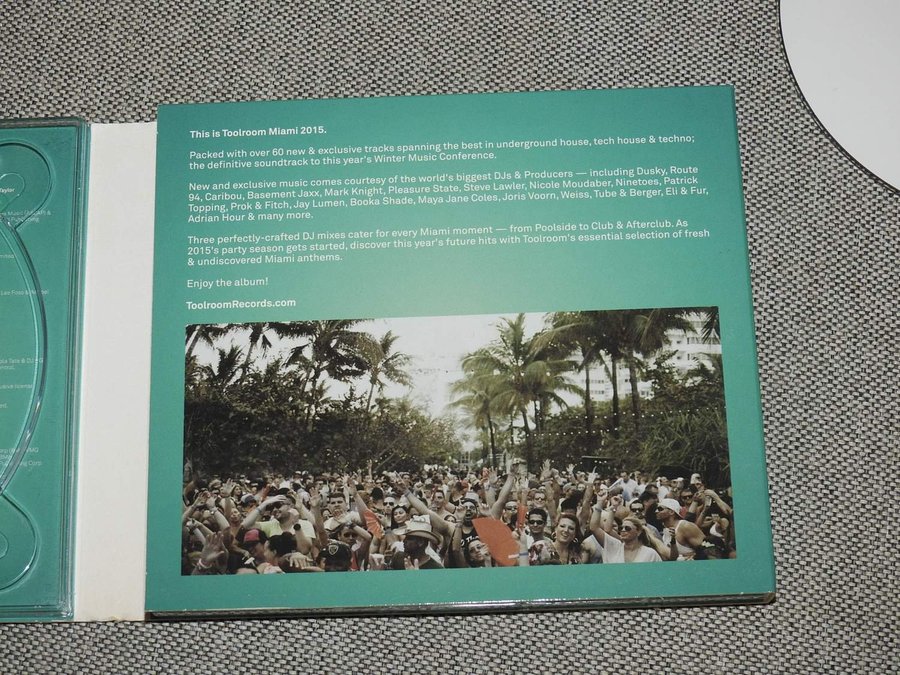 This is Toolroom Miami 2015.
Packed with over 60 new & exclusive tracks spanning the best in underground house, tech house & techno;
the definitive soundtrack to this year's Winter Music Conference.
New and exclusive music comes courtesy of the world's biggest DJs & Producers — including Dusky, Route
94, Caribou, Basement Jaxx, Mark Knight, Pleasure State, Steve Lawler, Nicole Moudaber, Ninetoes, Patrick
Topping, Prok & Fitch, Jay Lumen, Booka Shade, Maya Jane Coles, Joris Voorn, Weiss, Tube & Berger, Eli & Fur,
Adrian Hour & many more.
Three perfectly-crafted DJ mixes cater for every Miami moment — from Poolside to Club & Afterclub. As
2015's party season gets started, discover this year's future hits with Toolroom's essential selection of fresh
& undiscovered Miami anthems.
Enjoy the album!
ToolroomRecords.com
Taylor